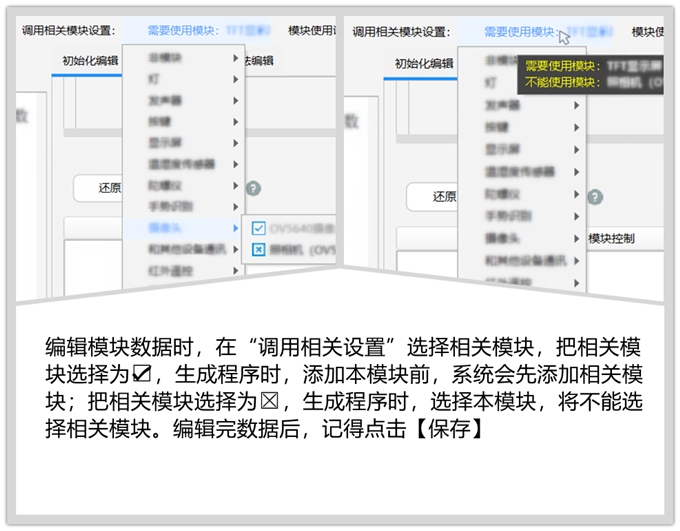 调用相关模块设置：
需要使用模块：
模块使用
初始化编辑
法编辑
数
非模块
灯
发声器
按键
显示屏
温湿度传感器
陀螺仪
手势识别
摄像头
和其他设备通讯
红外遥控
还原
?
调用相关模块设置：
需要使用模块：
模块使
初始化编辑
需要使用模块：TFT显示屏
不能使用模块：照相机（OV
数
灯
发声器
按键
显示屏
温湿度传感器
陀螺仪
手势识别
摄像头
和其他设备通讯
还原
?
模块控制
OV5640摄像
照相机（OV5
编辑模块数据时，在“调用相关设置”选择相关模块，把相关模
块选择为☑，生成程序时，添加本模块前，系统会先添加相关模
块；把相关模块选择为☒，生成程序时，选择本模块，将不能选
择相关模块。编辑完数据后，记得点击【保存】